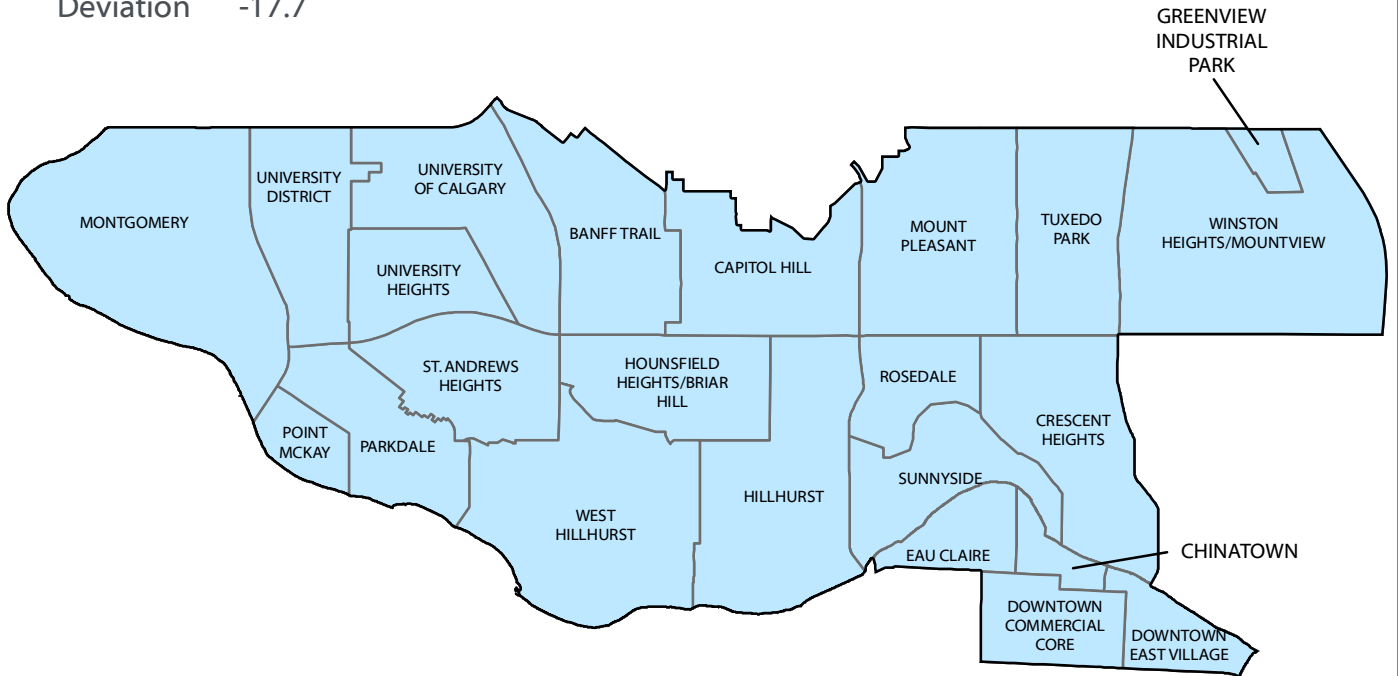 Deviation -17.7
GREENVIEW
INDUSTRIAL
PARK
UNIVERSITY
DISTRICT
UNIVERSITY
OF CALGARY
MONTGOMERY
BANFF TRAIL
MOUNT
PLEASANT
TUXEDO
PARK
WINSTON
HEIGHTS/MOUNTVIEW
UNIVERSITY
HEIGHTS
CAPITOL HILL
ST. ANDREWS
HEIGHTS
HOUNSFIELD
HEIGHTS/BRIAR
HILL
ROSEDALE
CRESCENT
HEIGHTS
POINT
MCKAY
PARKDALE
SUNNYSIDE
HILLHURST
WEST
HILLHURST
EAU CLAIRE
CHINATOWN
DOWNTOWN
COMMERCIAL
CORE
DOWNTOWN
EAST VILLAGE